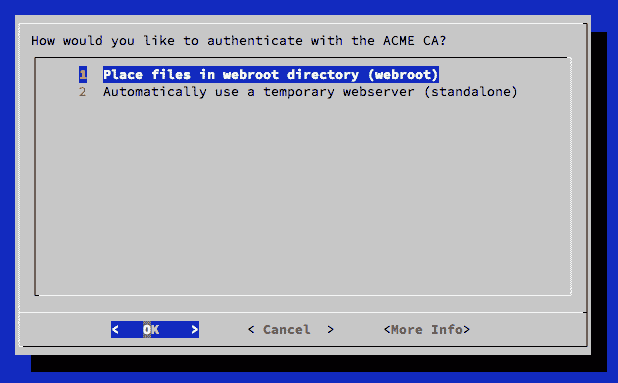 How would you like to authenticate with the ACME CA?
1 Place files in webroot directory (webroot)
2 Automatically use a temporary webserver (standalone)
< OK > < Cancel > <More Info>